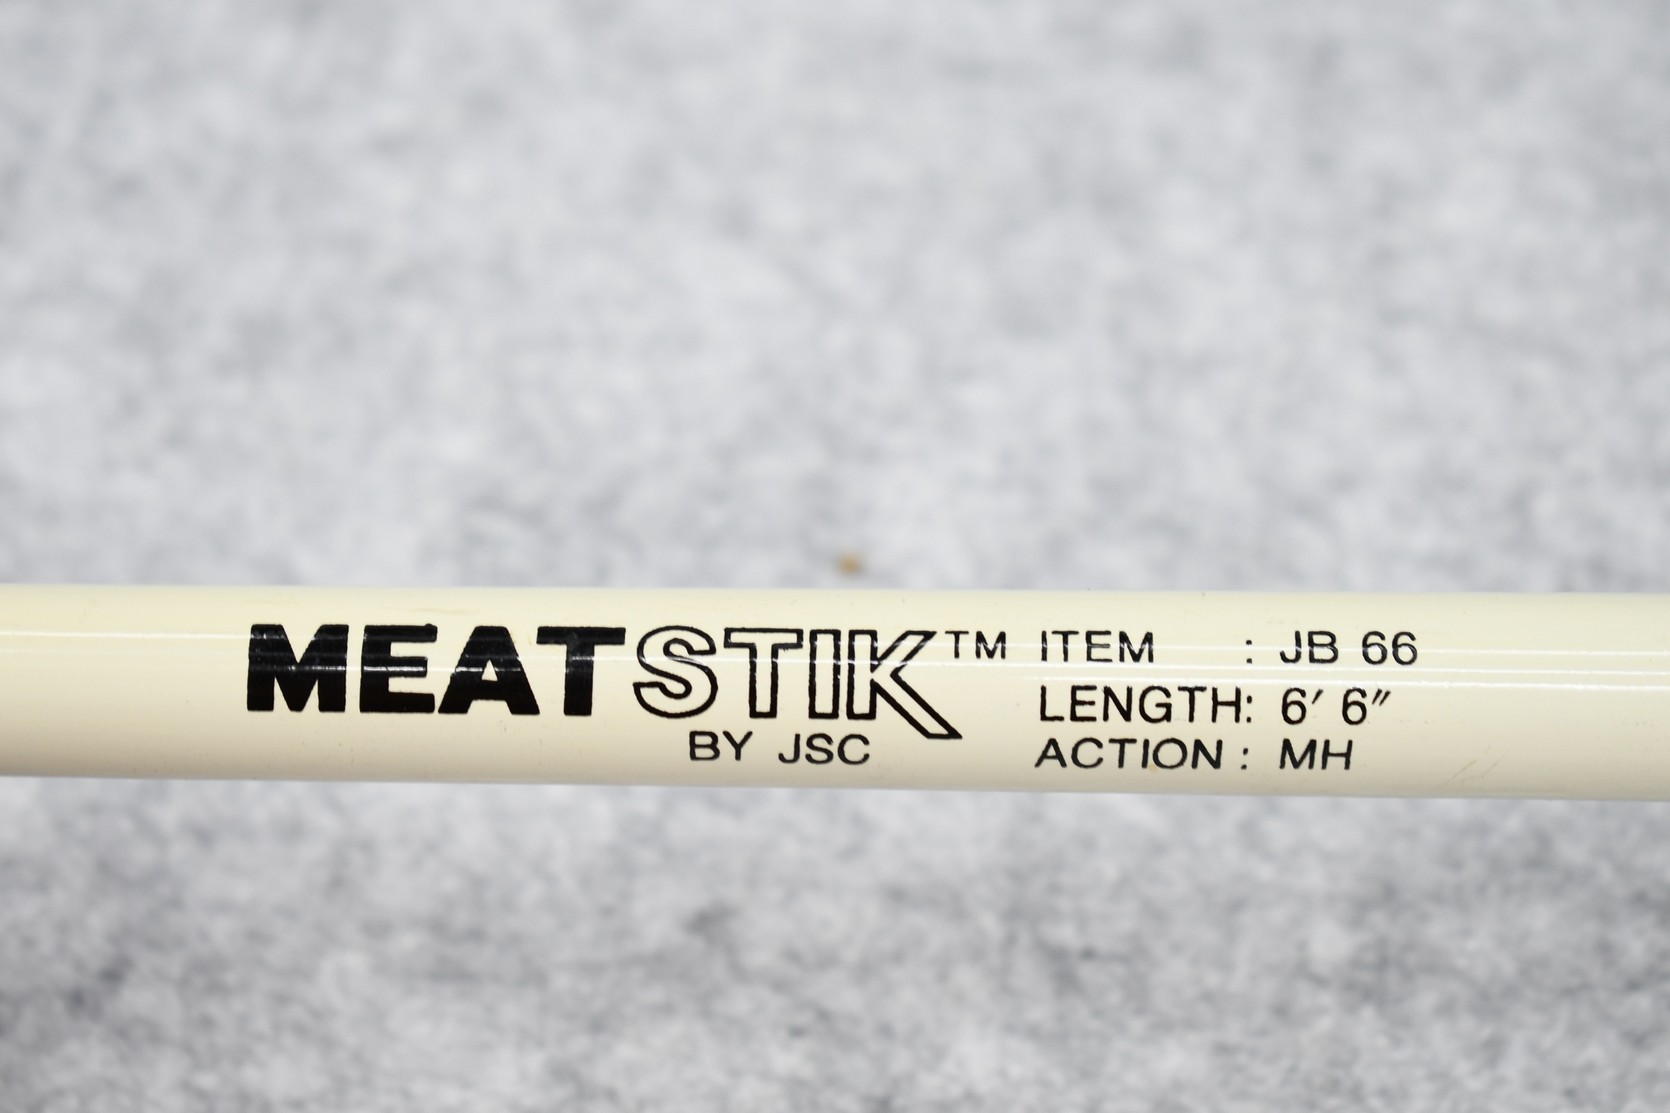 MEATSTIK™
BY JSC
ITEM : JB 66
LENGTH: 6′ 6″
ACTION : MH